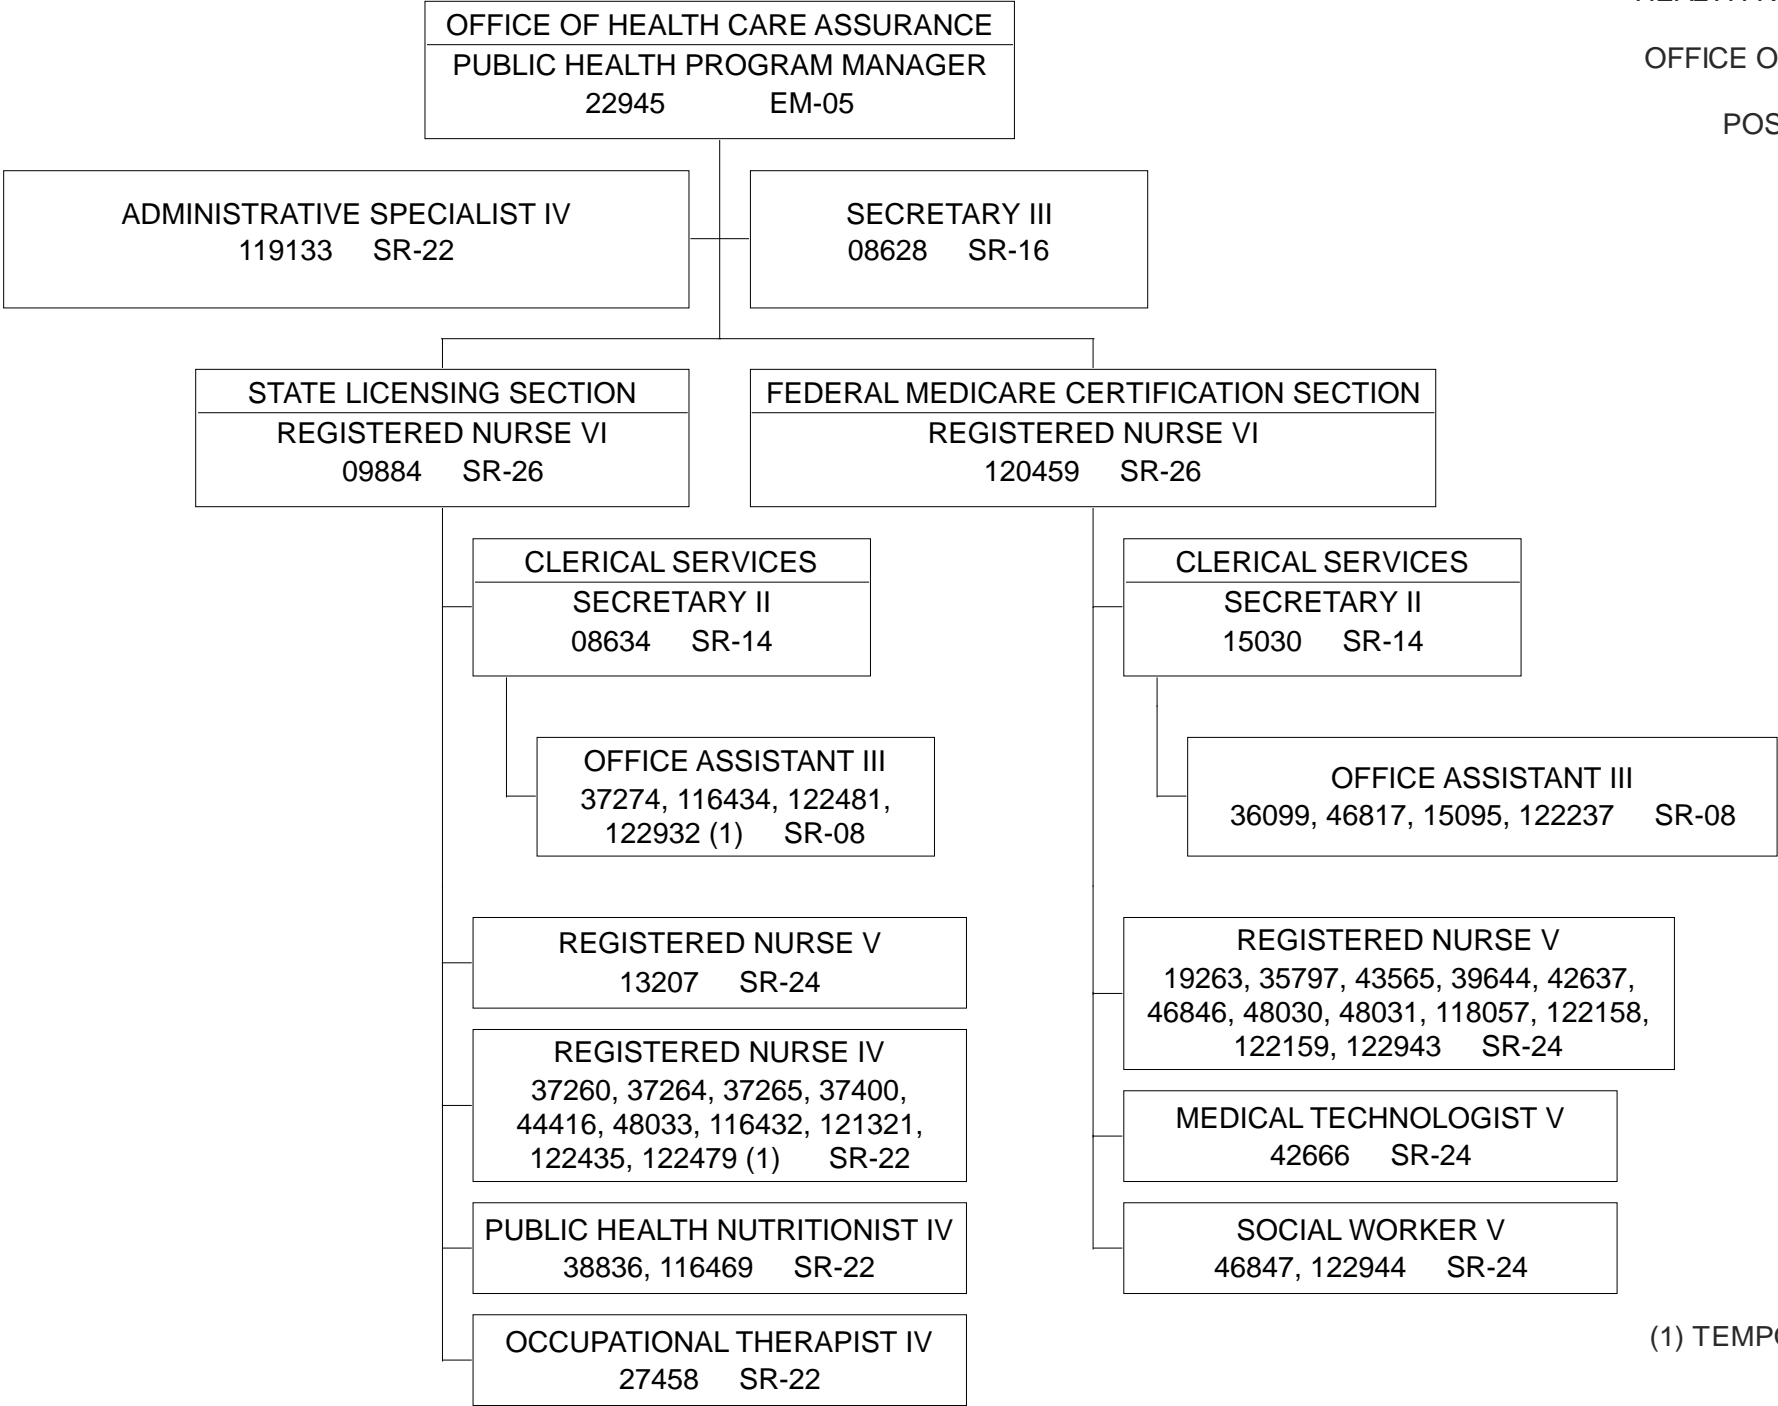 OFFICE OF HEALTH CARE ASSURANCE
PUBLIC HEALTH PROGRAM MANAGER
22945 EM-05
OFFICE O
POS
ADMINISTRATIVE SPECIALIST IV
119133 SR-22
SECRETARY III
08628 SR-16
STATE LICENSING SECTION
REGISTERED NURSE VI
09884 SR-26
FEDERAL MEDICARE CERTIFICATION SECTION
REGISTERED NURSE VI
120459 SR-26
CLERICAL SERVICES
SECRETARY II
08634 SR-14
CLERICAL SERVICES
SECRETARY II
15030 SR-14
OFFICE ASSISTANT III
37274, 116434, 122481,
122932 (1) SR-08
OFFICE ASSISTANT III
36099, 46817, 15095, 122237 SR-08
REGISTERED NURSE V
13207 SR-24
REGISTERED NURSE V
19263, 35797, 43565, 39644, 42637,
46846, 48030, 48031, 118057, 122158,
122159, 122943 SR-24
REGISTERED NURSE IV
37260, 37264, 37265, 37400,
44416, 48033, 116432, 121321,
122435, 122479 (1) SR-22
MEDICAL TECHNOLOGIST V
42666 SR-24
PUBLIC HEALTH NUTRITIONIST IV
38836, 116469 SR-22
SOCIAL WORKER V
46847, 122944 SR-24
OCCUPATIONAL THERAPIST IV
27458 SR-22
(1) TEMP